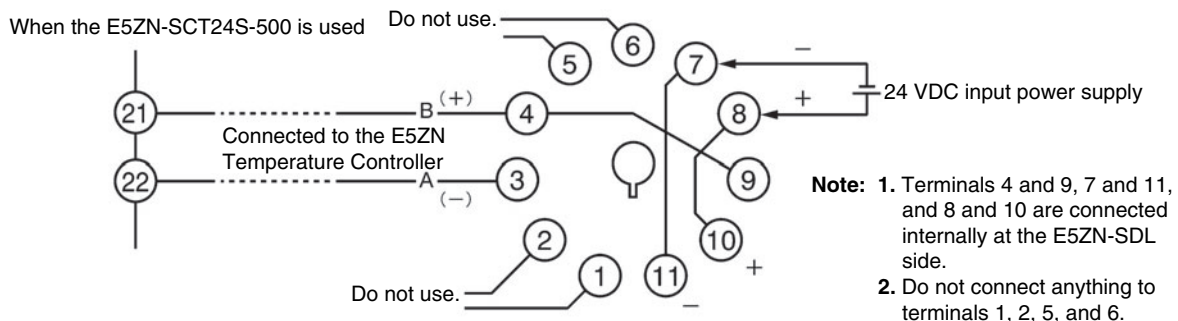 When the E5ZN-SCT24S-500 is used
Do not use.
6
5
7
−
24 VDC input power supply
+
8
21
B (+)
4
Connected to the E5ZN
Temperature Controller
22
A
(−)
3
9
2
1
10
+
11
−
Do not use.
Note: 1. Terminals 4 and 9, 7 and 11,
and 8 and 10 are connected
internally at the E5ZN-SDL
side.
2. Do not connect anything to
terminals 1, 2, 5, and 6.